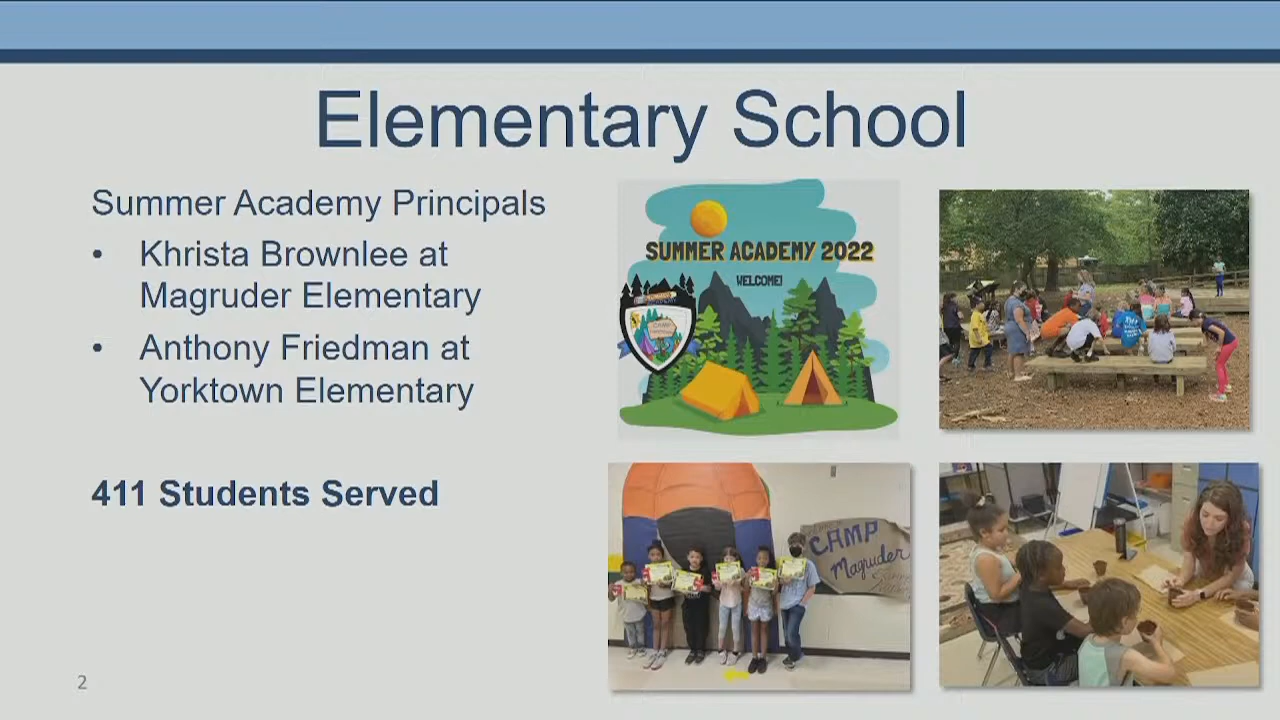 Elementary School
Summer Academy Principals
• Khrista Brownlee at
Magruder Elementary
• Anthony Friedman at
Yorktown Elementary
411 Students Served
SUMMER ACADEMY 2022
WELCOME!
CAMP
CAMP
Magruder
2